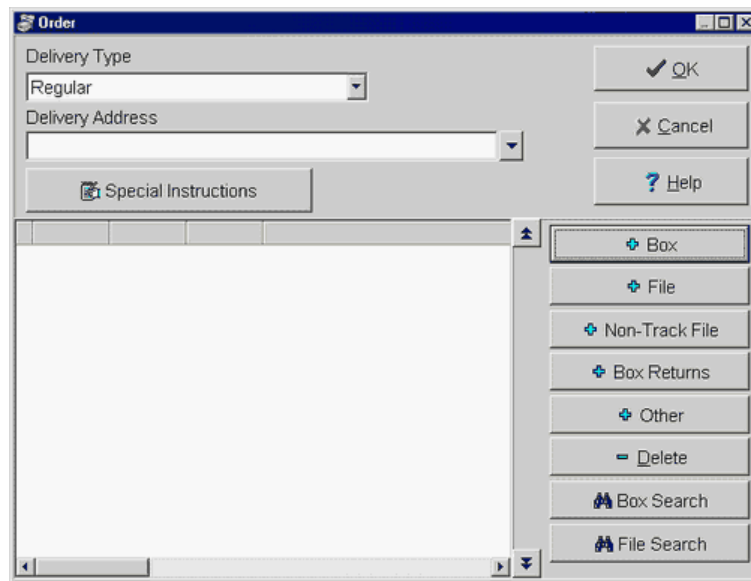 Order
Delivery Type
OK
Regular
Delivery Address
Cancel
Special Instructions
Help
Box
File
Non-Track File
Box Returns
Other
Delete
Box Search
File Search